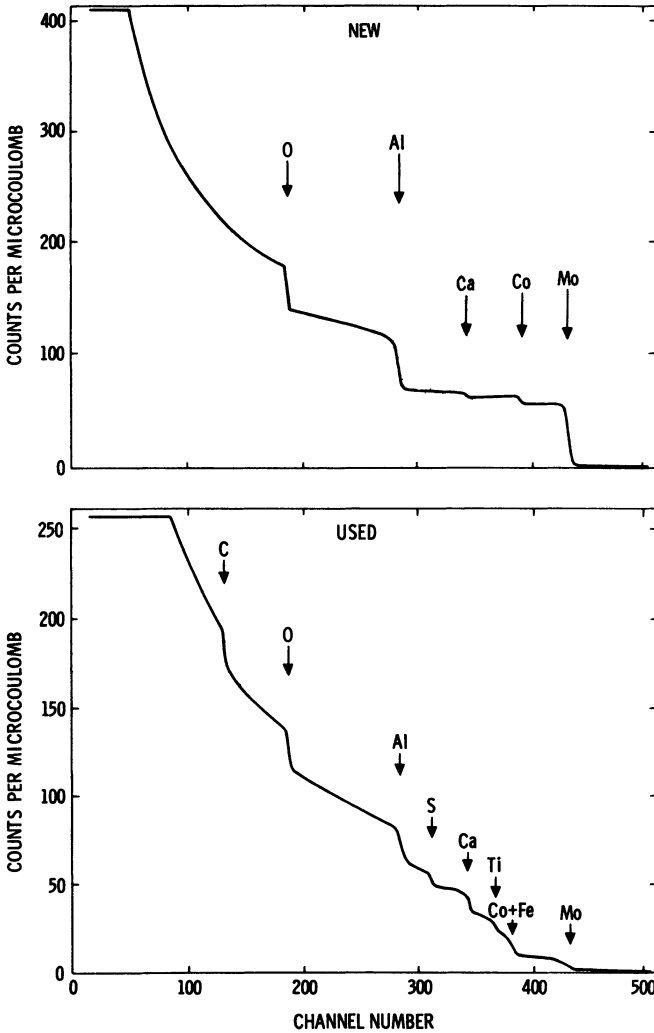 NEW
COUNTS PER MICROCOULOMB
400
300
200
100
0
O
Al
Ca
Co
Mo
USED
COUNTS PER MICROCOULOMB
250
200
150
100
50
0
C
O
Al
S
Ca
Ti
Co+Fe
Mo
0 100 200 300 400 500
CHANNEL NUMBER